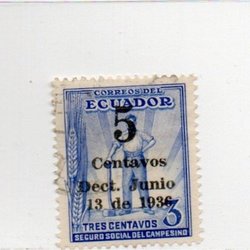 CORREOS DEL
ECUADOR
5
Centavos
Dect. Junio
13 de 1936
TRES CENTAVOS 3
SEGURO SOCIAL DEL CAMPESINO